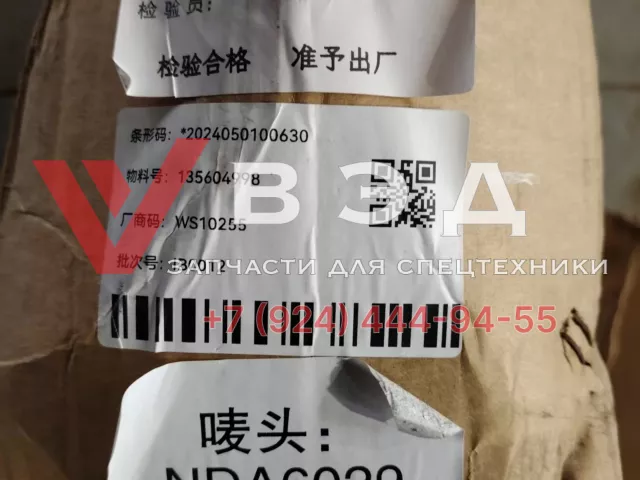 检验员:
检验合格 准予出厂
条形码: *2024050100630
物料号: 135604998
厂商码: WS10255
批次号:
ВЭД
ЗАПЧАСТИ ДЛЯ СПЕЦТЕХНИКИ
+7 (924) 444-94-55
唛头: